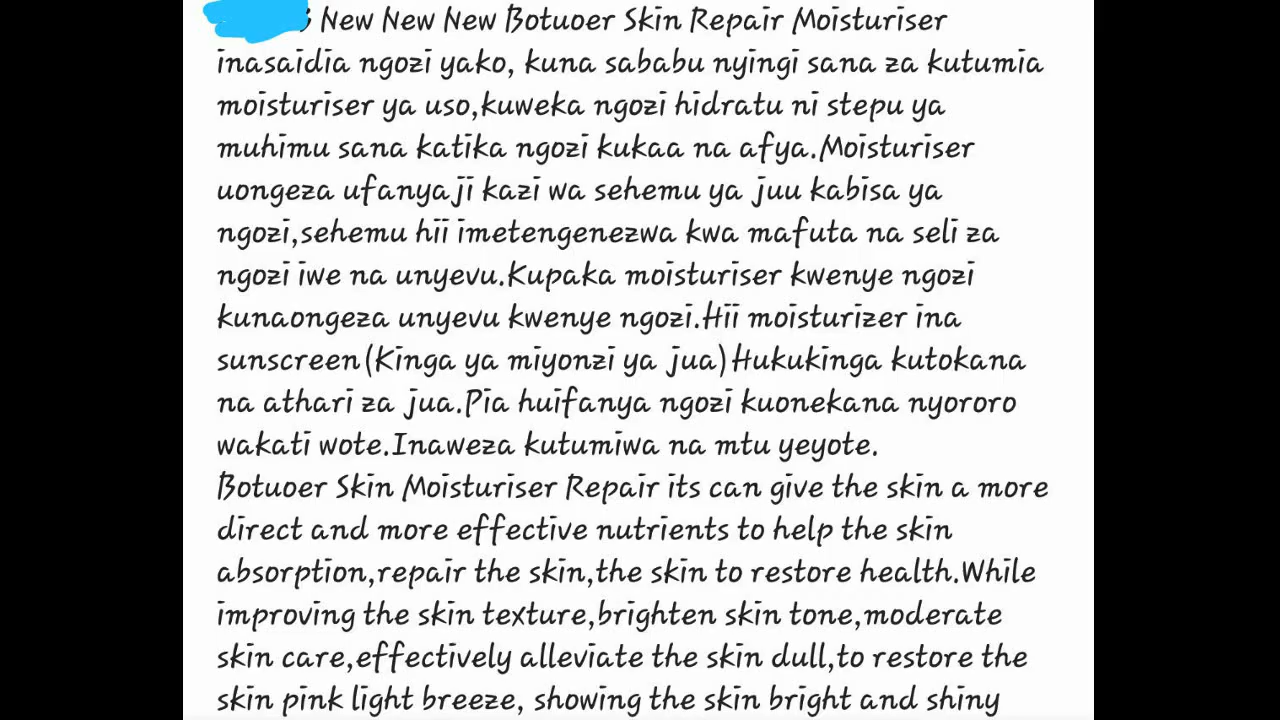 New New New Botuoer Skin Repair Moisturiser
inasaidia ngozi yako, kuna sababu nyingi sana za kutumia
moisturiser ya uso,kuweka ngozi hidratu ni stepu ya
muhimu sana katika ngozi kukaa na afya.Moisturiser
uongeza ufanyaji kazi wa sehemu ya juu kabisa ya
ngozi,sehemu hii imetengenezwa kwa mafuta na seli za
ngozi iwe na unyevu.Kupaka moisturiser kwenye ngozi
kunaongeza unyevu kwenye ngozi.Hii moisturizer ina
sunscreen(Kinga ya miyonzi ya jua)Hukukinga kutokana
na athari za jua.Pia huifanya ngozi kuonekana nyororo
wakati wote.Inaweza kutumiwa na mtu yeyote.
Botuoer Skin Moisturiser Repair its can give the skin a more
direct and more effective nutrients to help the skin
absorption,repair the skin,the skin to restore health.While
improving the skin texture,brighten skin tone,moderate
skin care,effectively alleviate the skin dull,to restore the
skin pink light breeze, showing the skin bright and shiny